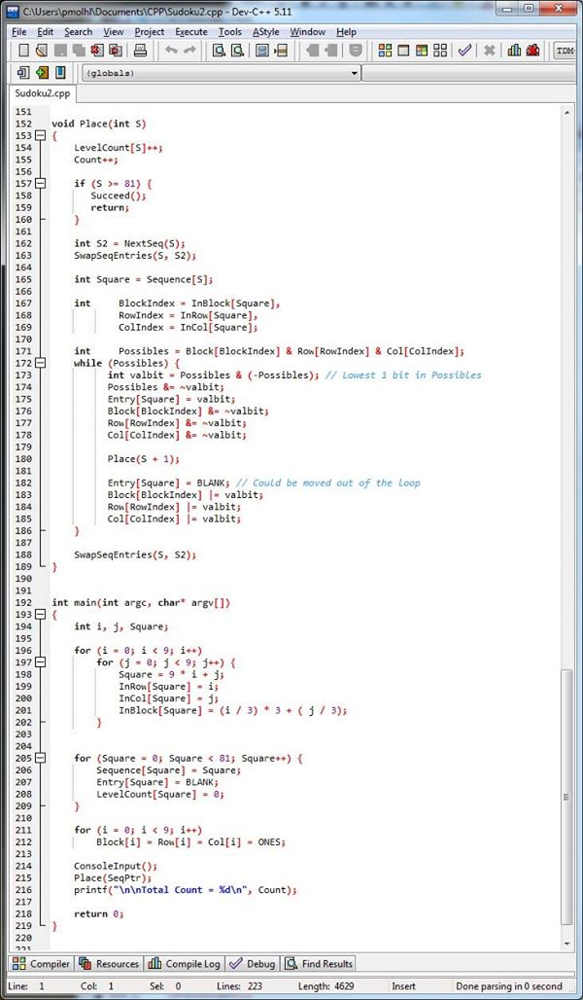 C:\Users\pmolhl\Documents\CPP\Sudoku2.cpp - Dev-C++ 5.11
File Edit Search View Project Execute Tools AStyle Window Help
TDM-
(globals)
Sudoku2.cpp
151
152 void Place(int S)
153 {
154 LevelCount[S]++;
155 Count++;
156
157 if (S >= 81) {
158 Succeed();
159 return;
160 }
161
162 int S2 = NextSeq(S);
163 SwapSeqEntries(S, S2);
164
165 int Square = Sequence[S];
166
167 int BlockIndex = InBlock[Square],
168 RowIndex = InRow[Square],
169 ColIndex = InCol[Square];
170
171 int Possibles = Block[BlockIndex] & Row[RowIndex] & Col[ColIndex];
172 while (Possibles) {
173 int valbit = Possibles & (-Possibles); // Lowest 1 bit in Possibles
174 Possibles &= ~valbit;
175 Entry[Square] = valbit;
176 Block[BlockIndex] &= ~valbit;
177 Row[RowIndex] &= ~valbit;
178 Col[ColIndex] &= ~valbit;
179
180 Place(S + 1);
181
182 Entry[Square] = BLANK; // Could be moved out of the loop
183 Block[BlockIndex] |= valbit;
184 Row[RowIndex] |= valbit;
185 Col[ColIndex] |= valbit;
186 }
187
188 SwapSeqEntries(S, S2);
189 }
190
191
192 int main(int argc, char* argv[])
193 {
194 int i, j, Square;
195
196 for (i = 0; i < 9; i++)
197 for (j = 0; j < 9; j++) {
198 Square = 9 * i + j;
199 InRow[Square] = i;
200 InCol[Square] = j;
201 InBlock[Square] = (i / 3) * 3 + ( j / 3);
202 }
203
204
205 for (Square = 0; Square < 81; Square++) {
206 Sequence[Square] = Square;
207 Entry[Square] = BLANK;
208 LevelCount[Square] = 0;
209 }
210
211 for (i = 0; i < 9; i++)
212 Block[i] = Row[i] = Col[i] = ONES;
213
214 ConsoleInput();
215 Place(SeqPtr);
216 printf("\n\nTotal Count = %d\n", Count);
217
218 return 0;
219 }
220
221
Compiler Resources Compile Log Debug Find Results
Line: 1 Col: 1 Sel: 0 Lines: 223 Length: 4629 Insert Done parsing in 0 second